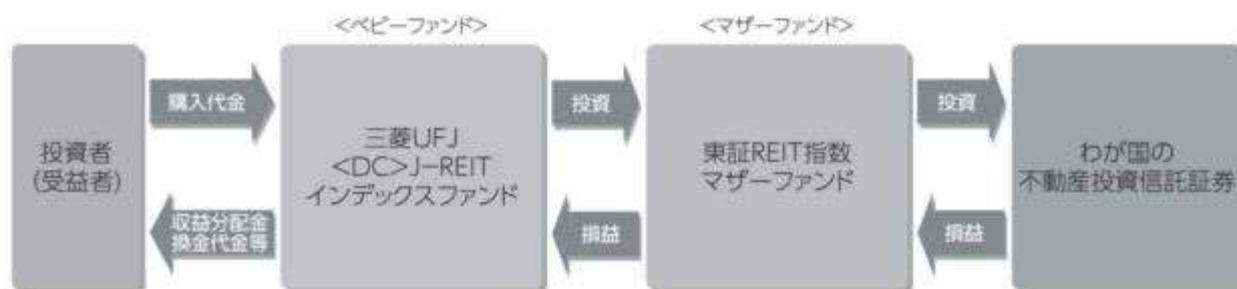 <ベビーファンド>
<マザーファンド>
投資者
(受益者)
購入代金
収益分配金
換金代金等
三菱UFJ
<DC>J-REIT
インデックスファンド
投資
損益
東証REIT指数
マザーファンド
投資
損益
わが国の
不動産投資信託証券